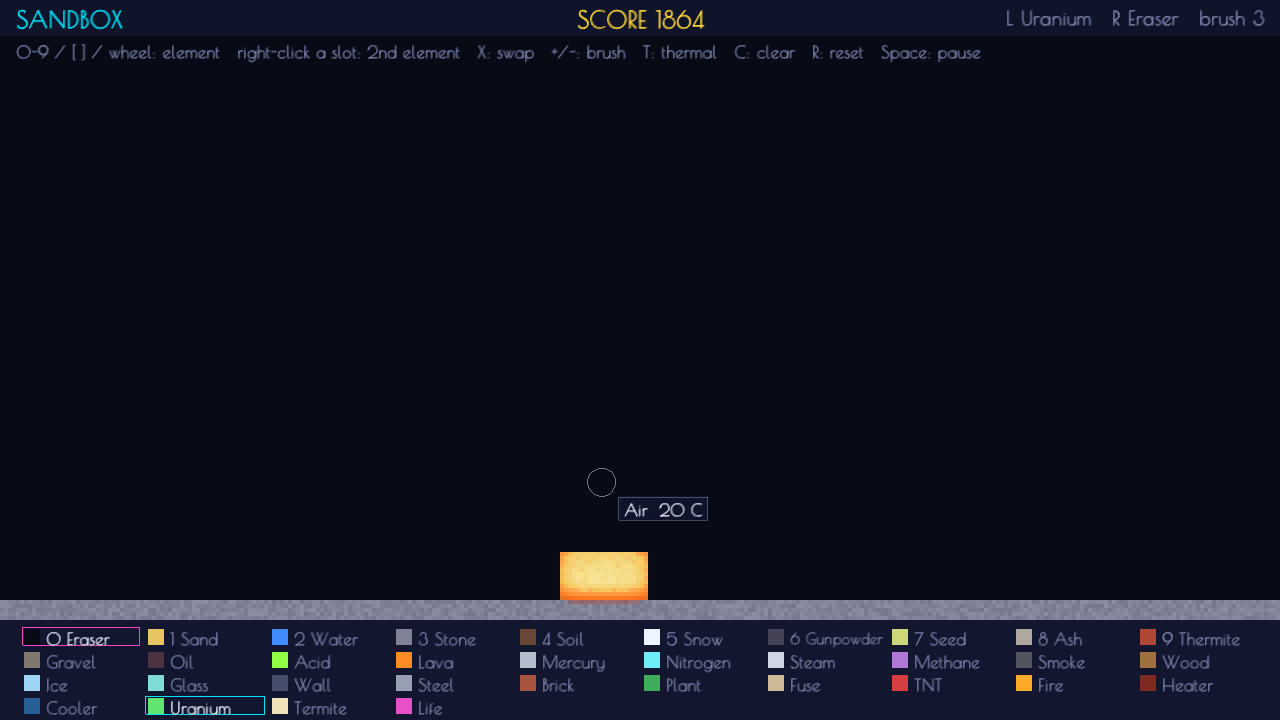 SANDBOX SCORE 1864 L Uranium R Eraser brush 3
0-9 / [ ] / wheel: element right-click a slot: 2nd element X: swap +/-: brush T: thermal C: clear R: reset Space: pause
Air 20 C
0 Eraser 1 Sand 2 Water 3 Stone 4 Soil 5 Snow 6 Gunpowder 7 Seed 8 Ash 9 Thermite
Gravel Oil Acid Lava Mercury Nitrogen Steam Methane Smoke Wood
Ice Glass Wall Steel Brick Plant Fuse TNT Fire Heater
Cooler Uranium Termite Life